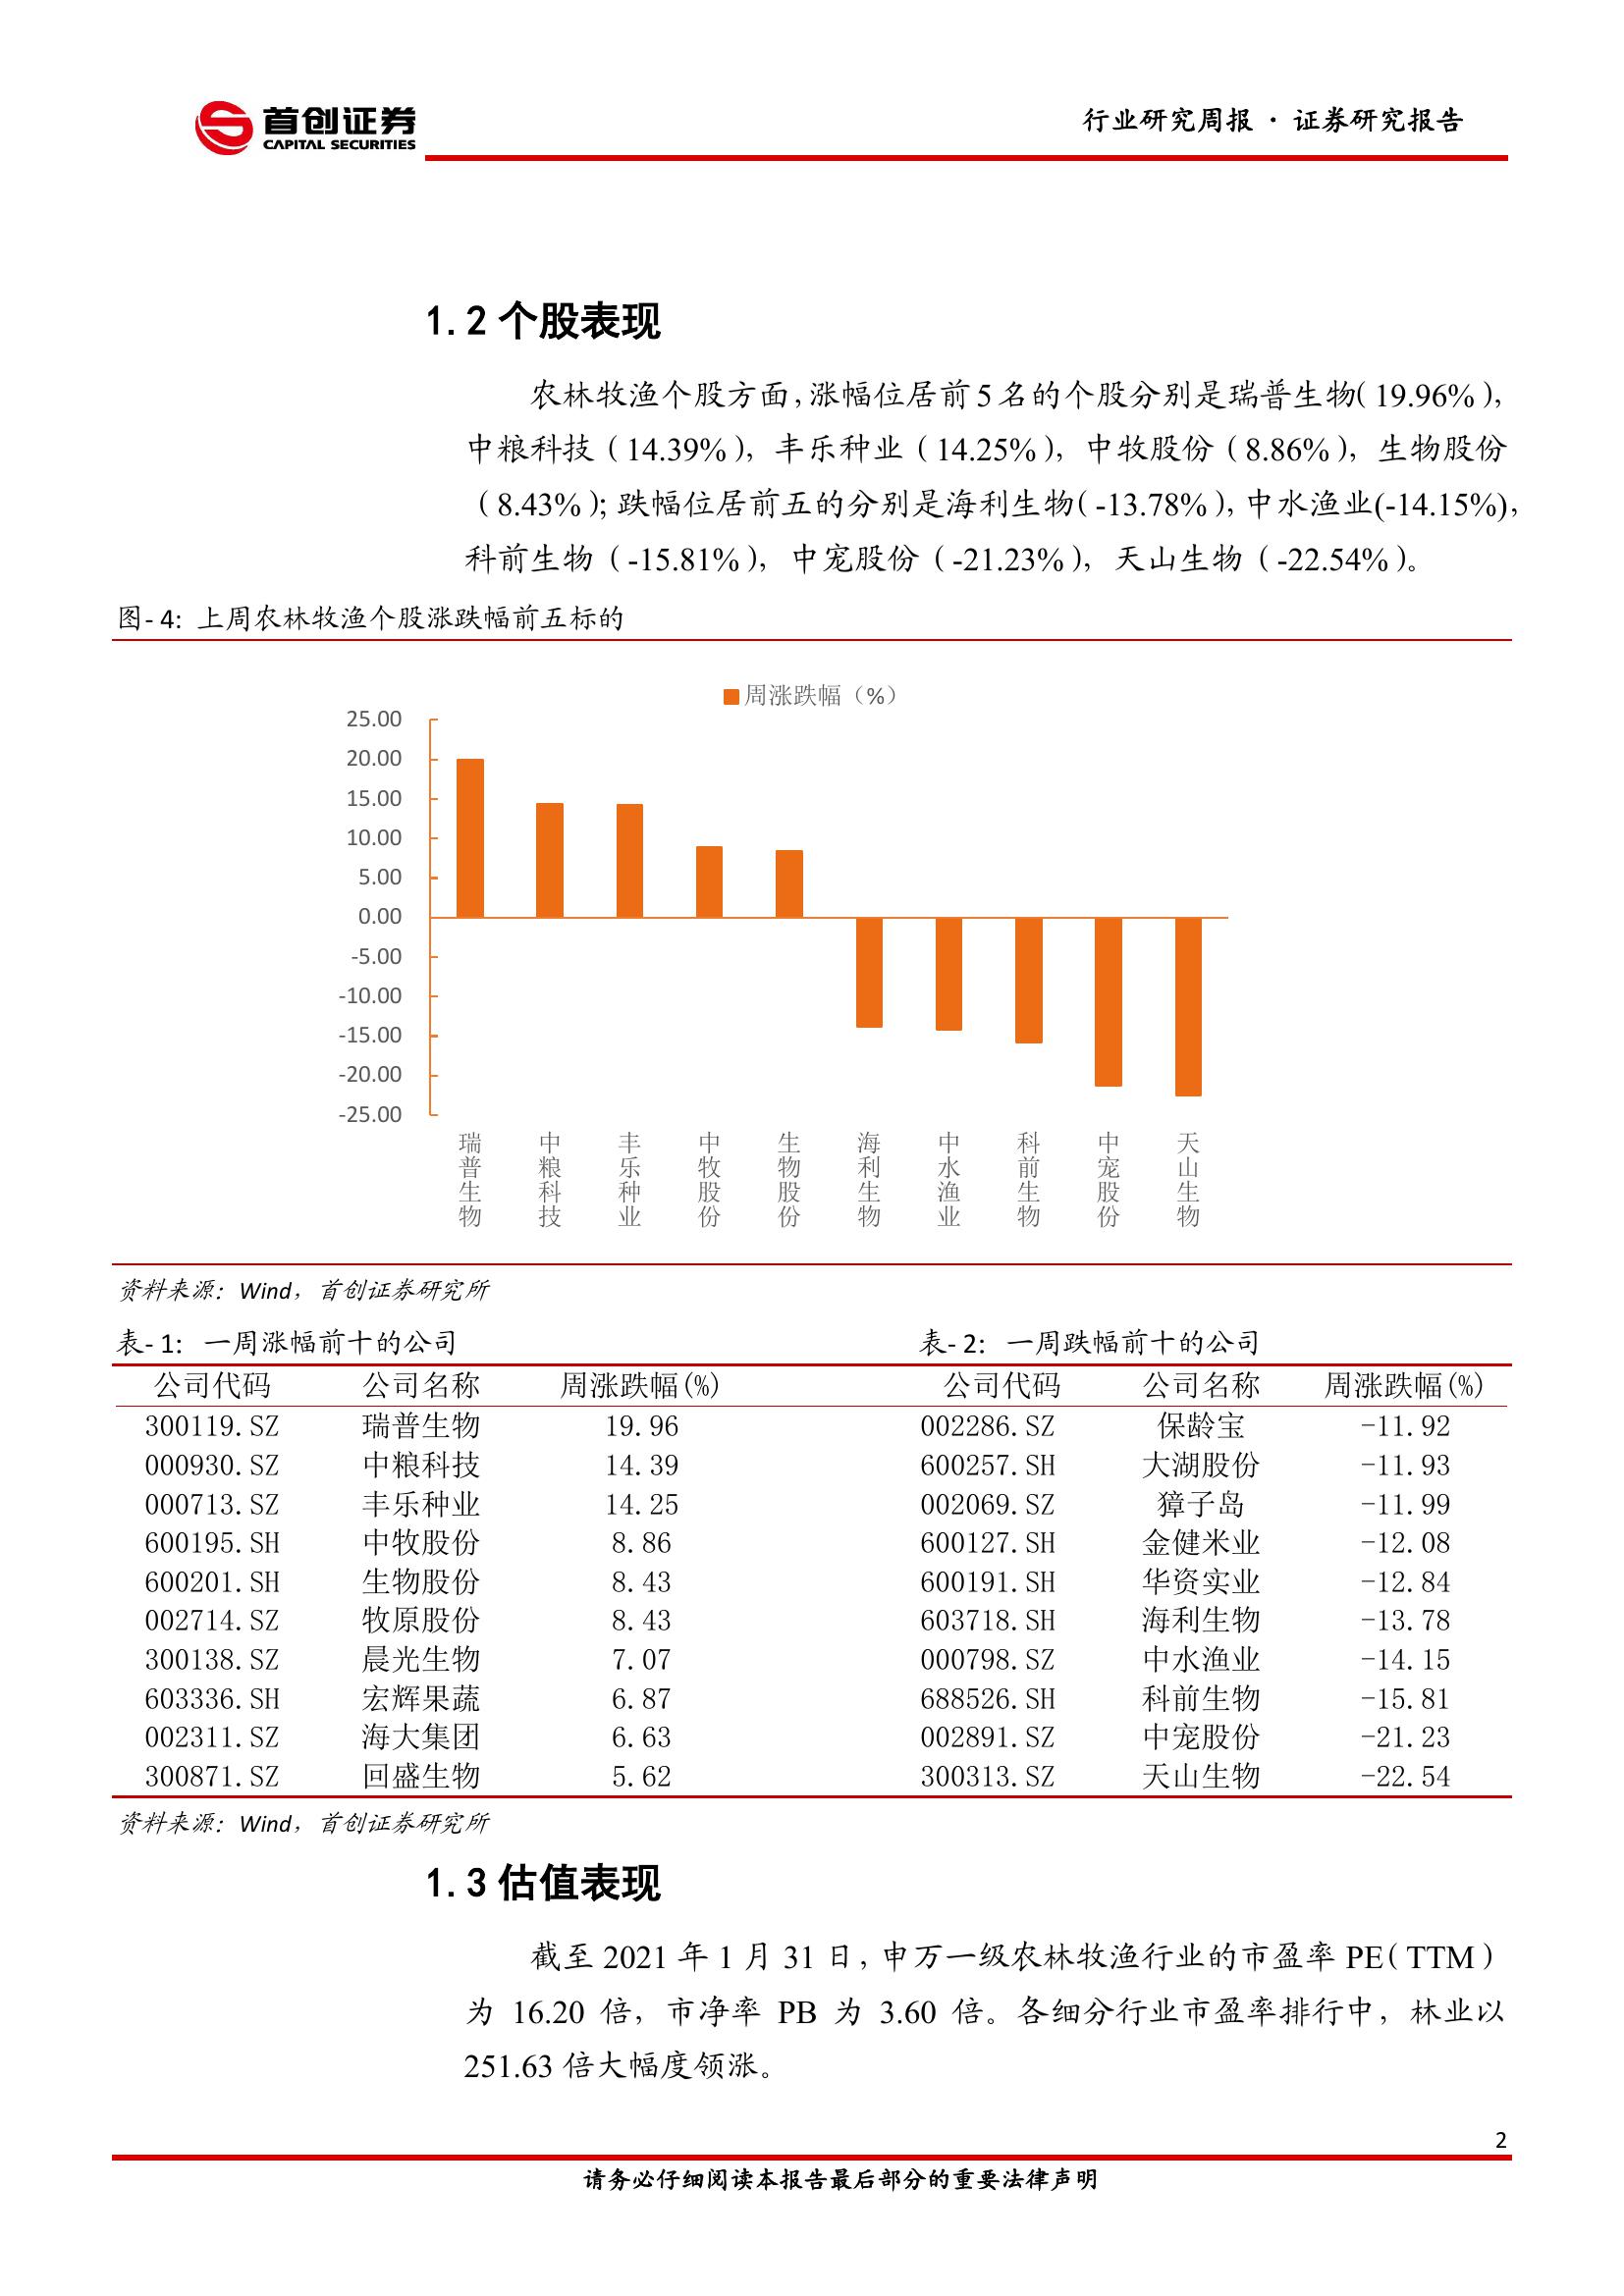 首创证券
CAPITAL SECURITIES
行业研究周报 · 证券研究报告
1.2 个股表现
农林牧渔个股方面，涨幅位居前 5 名的个股分别是瑞普生物（19.96%），
中粮科技（14.39%），丰乐种业（14.25%），中牧股份（8.86%），生物股份
（8.43%）；跌幅位居前五的分别是海利生物（-13.78%），中水渔业(-14.15%)，
科前生物（-15.81%），中宠股份（-21.23%），天山生物（-22.54%）。
图- 4: 上周农林牧渔个股涨跌幅前五标的
周涨跌幅（%）
25.00
20.00
15.00
10.00
5.00
0.00
-5.00
-10.00
-15.00
-20.00
-25.00
瑞普生物
中粮科技
丰乐种业
中牧股份
生物股份
海利生物
中水渔业
科前生物
中宠股份
天山生物
资料来源：Wind，首创证券研究所
表- 1: 一周涨幅前十的公司 表- 2: 一周跌幅前十的公司
公司代码 公司名称 周涨跌幅(%) 公司代码 公司名称 周涨跌幅(%)
300119.SZ 瑞普生物 19.96 002286.SZ 保龄宝 -11.92
000930.SZ 中粮科技 14.39 600257.SH 大湖股份 -11.93
000713.SZ 丰乐种业 14.25 002069.SZ 獐子岛 -11.99
600195.SH 中牧股份 8.86 600127.SH 金健米业 -12.08
600201.SH 生物股份 8.43 600191.SH 华资实业 -12.84
002714.SZ 牧原股份 8.43 603718.SH 海利生物 -13.78
300138.SZ 晨光生物 7.07 000798.SZ 中水渔业 -14.15
603336.SH 宏辉果蔬 6.87 688526.SH 科前生物 -15.81
002311.SZ 海大集团 6.63 002891.SZ 中宠股份 -21.23
300871.SZ 回盛生物 5.62 300313.SZ 天山生物 -22.54
资料来源：Wind，首创证券研究所
1.3 估值表现
截至 2021 年 1 月 31 日，申万一级农林牧渔行业的市盈率 PE（TTM）
为 16.20 倍，市净率 PB 为 3.60 倍。各细分行业市盈率排行中，林业以
251.63 倍大幅度领涨。
2
请务必仔细阅读本报告最后部分的重要法律声明